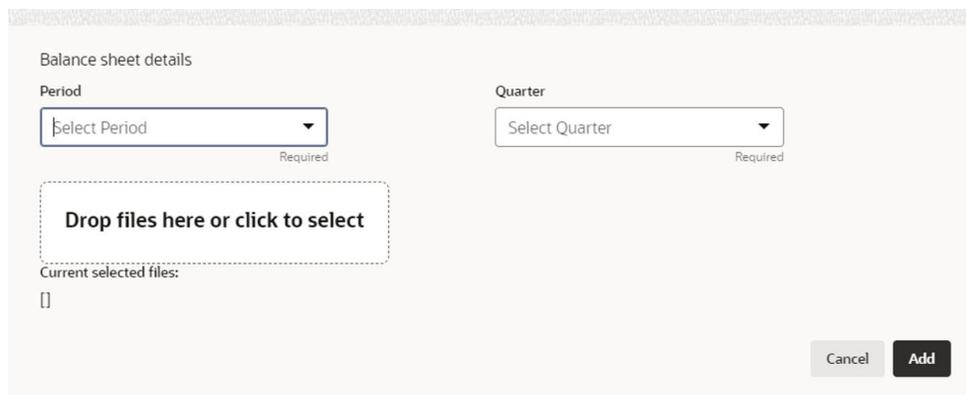 Balance sheet details
Period
Quarter
Select Period
Select Quarter
Required
Required
Drop files here or click to select
Current selected files:
[]
Cancel
Add